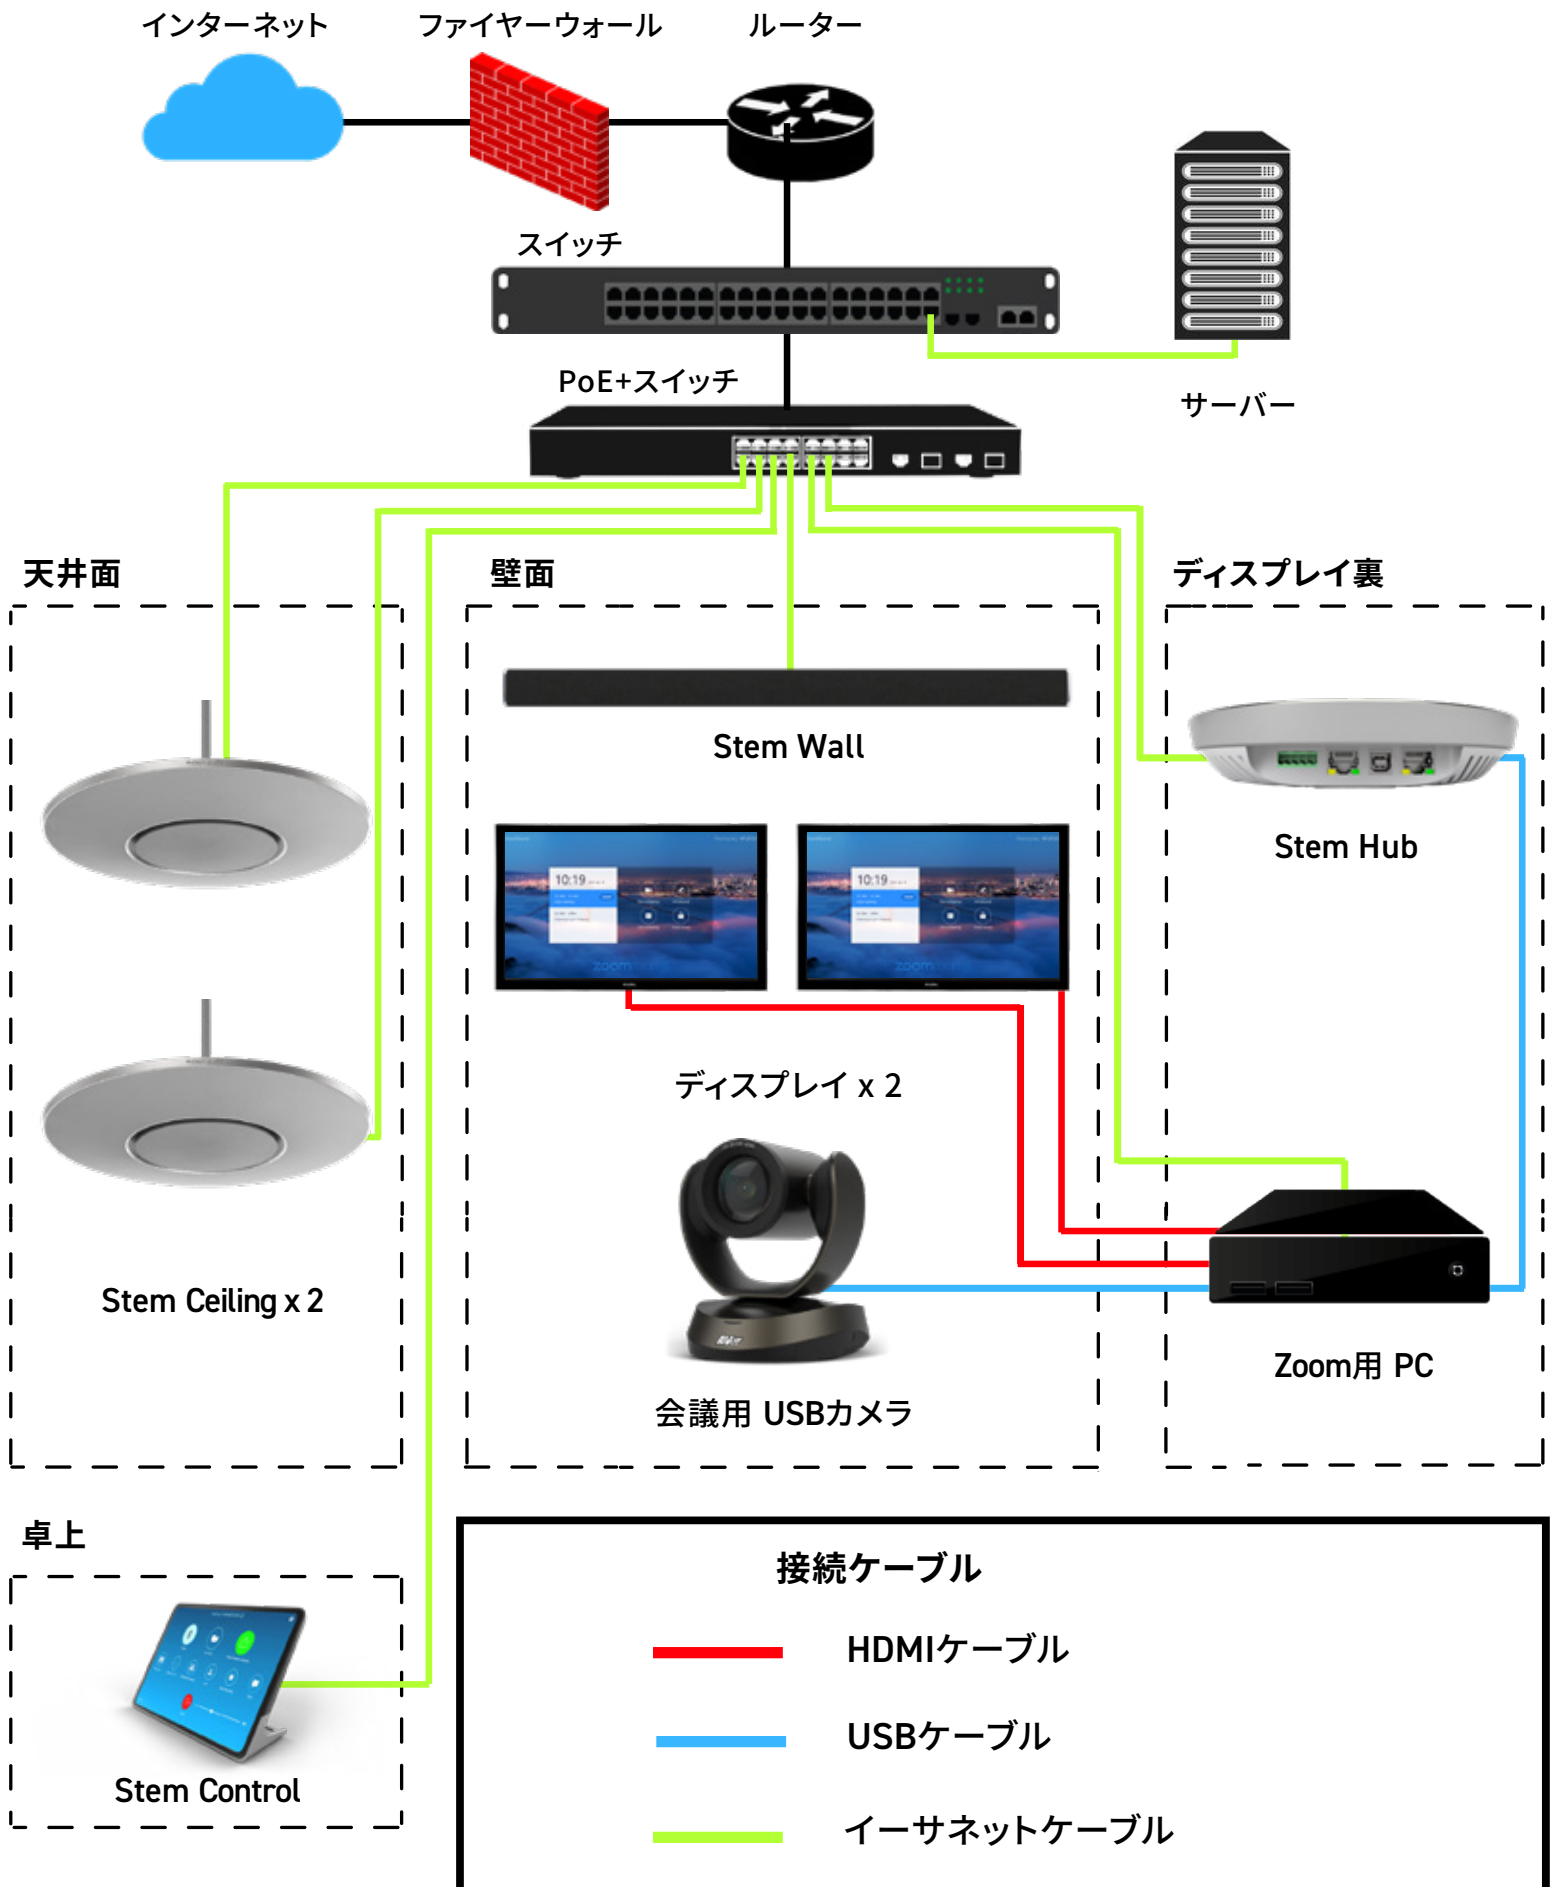 インターネット
ファイヤーウォール
ルーター
スイッチ
PoE+スイッチ
サーバー
天井面
壁面
ディスプレイ裏
Stem Wall
Stem Hub
10:19
10:19
zoom
zoom
ディスプレイ x 2
Stem Ceiling x 2
AVer
Zoom用 PC
会議用 USBカメラ
卓上
Stem Control
接続ケーブル
HDMIケーブル
USBケーブル
イーサネットケーブル